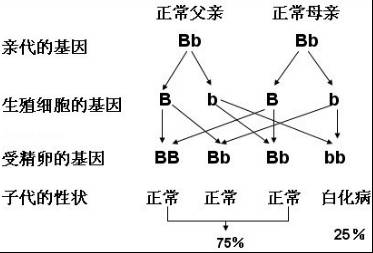 正常父亲 正常母亲
亲代的基因 Bb Bb
生殖细胞的基因 B b B b
受精卵的基因 BB Bb Bb bb
子代的性状 正常 正常 正常 白化病
75% 25%